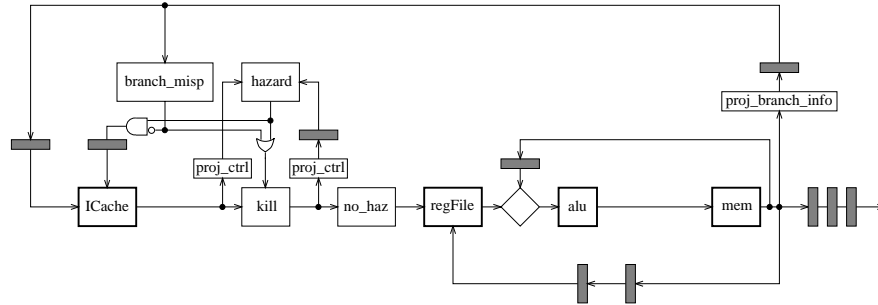 branch_misp
hazard
proj_branch_info
proj_ctrl
proj_ctrl
ICache
kill
no_haz
regFile
alu
mem